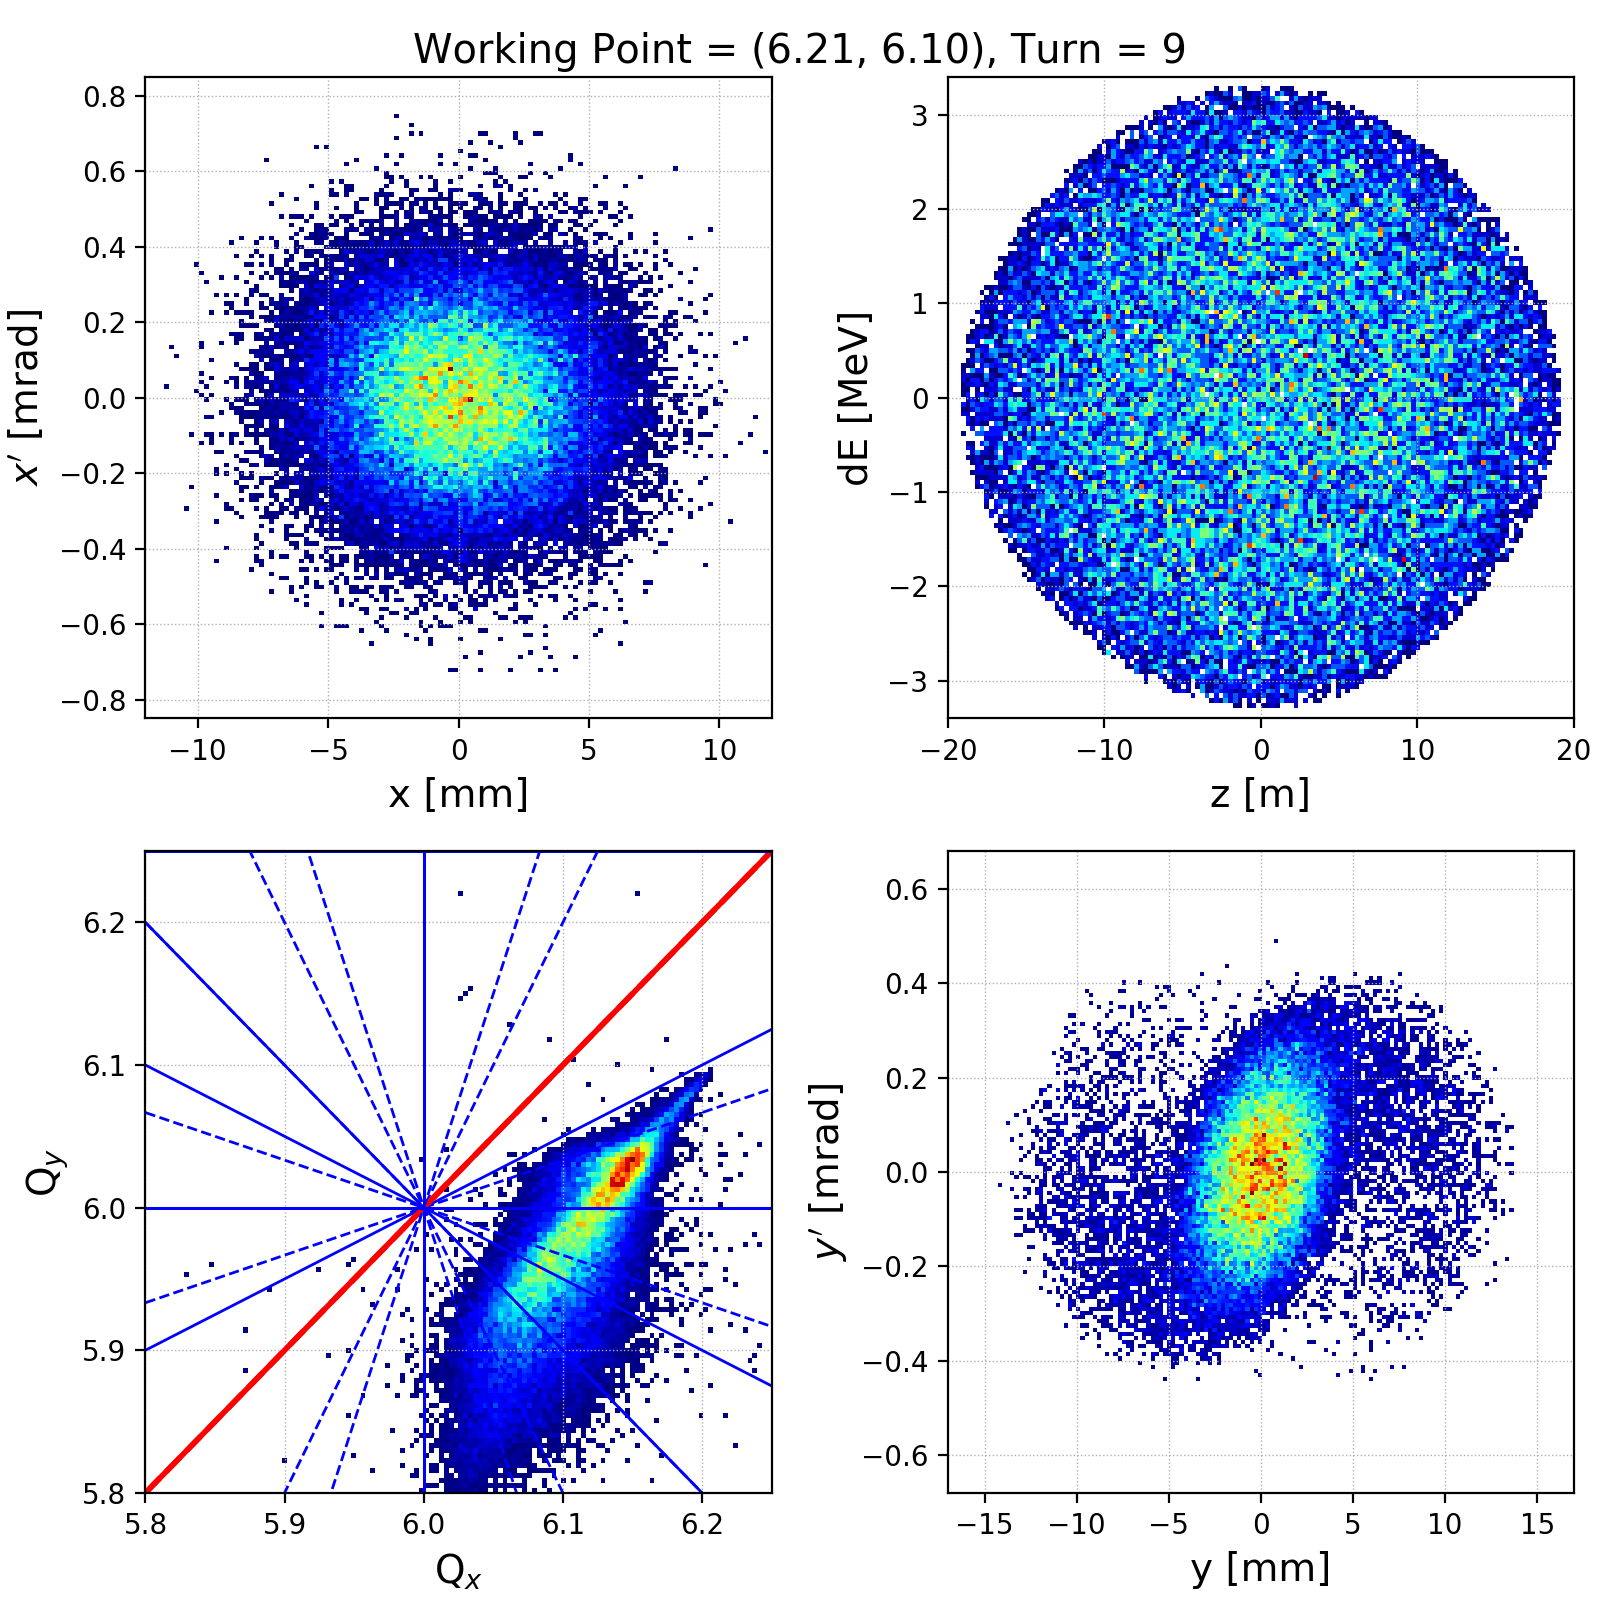 Working Point = (6.21, 6.10), Turn = 9
0.8
0.6
0.4
0.2
0.0
−0.2
−0.4
−0.6
−0.8
x′ [mrad]
−10 −5 0 5 10
x [mm]
3
2
1
0
−1
−2
−3
dE [MeV]
−20 −10 0 10 20
z [m]
6.2
6.1
6.0
5.9
5.8
Qy
5.8 5.9 6.0 6.1 6.2
Qx
0.6
0.4
0.2
0.0
−0.2
−0.4
−0.6
y′ [mrad]
−15 −10 −5 0 5 10 15
y [mm]